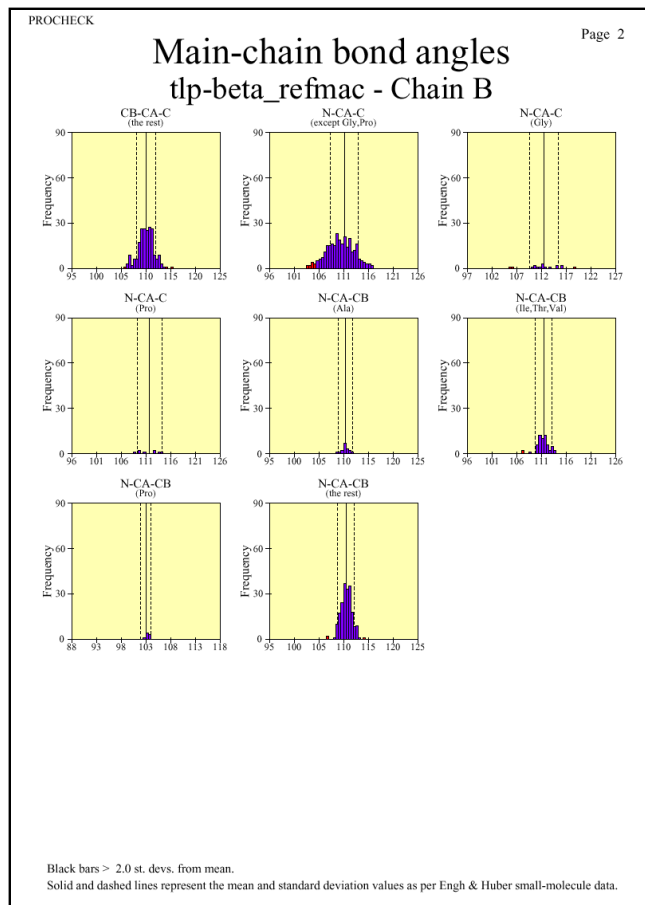 PROCHECK
Page 2
Main-chain bond angles
tlp-beta_refmac - Chain B
CB-CA-C
(the rest)
Frequency
90
60
30
0
95 100 105 110 115 120 125
N-CA-C
(except Gly,Pro)
Frequency
90
60
30
0
96 101 106 111 116 121 126
N-CA-C
(Gly)
Frequency
90
60
30
0
97 102 107 112 117 122 127
N-CA-C
(Pro)
Frequency
90
60
30
0
96 101 106 111 116 121 126
N-CA-CB
(Ala)
Frequency
90
60
30
0
95 100 105 110 115 120 125
N-CA-CB
(Ile,Thr,Val)
Frequency
90
60
30
0
96 101 106 111 116 121 126
N-CA-CB
(Pro)
Frequency
90
60
30
0
88 93 98 103 108 113 118
N-CA-CB
(the rest)
Frequency
90
60
30
0
95 100 105 110 115 120 125
Black bars > 2.0 st. devs. from mean.
Solid and dashed lines represent the mean and standard deviation values as per Engh & Huber small-molecule data.